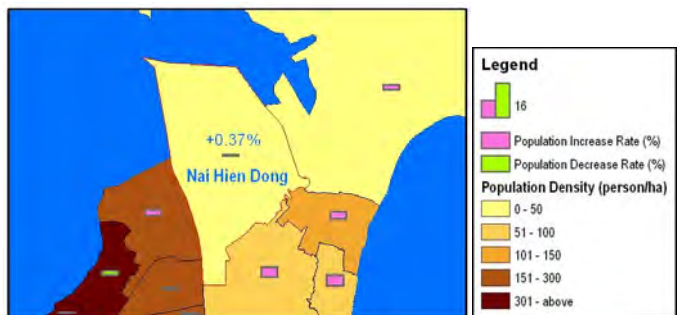 +0.37%
Nai Hien Dong
Legend
16
Population Increase Rate (%)
Population Decrease Rate (%)
Population Density (person/ha)
0 - 50
51 - 100
101 - 150
151 - 300
301 - above